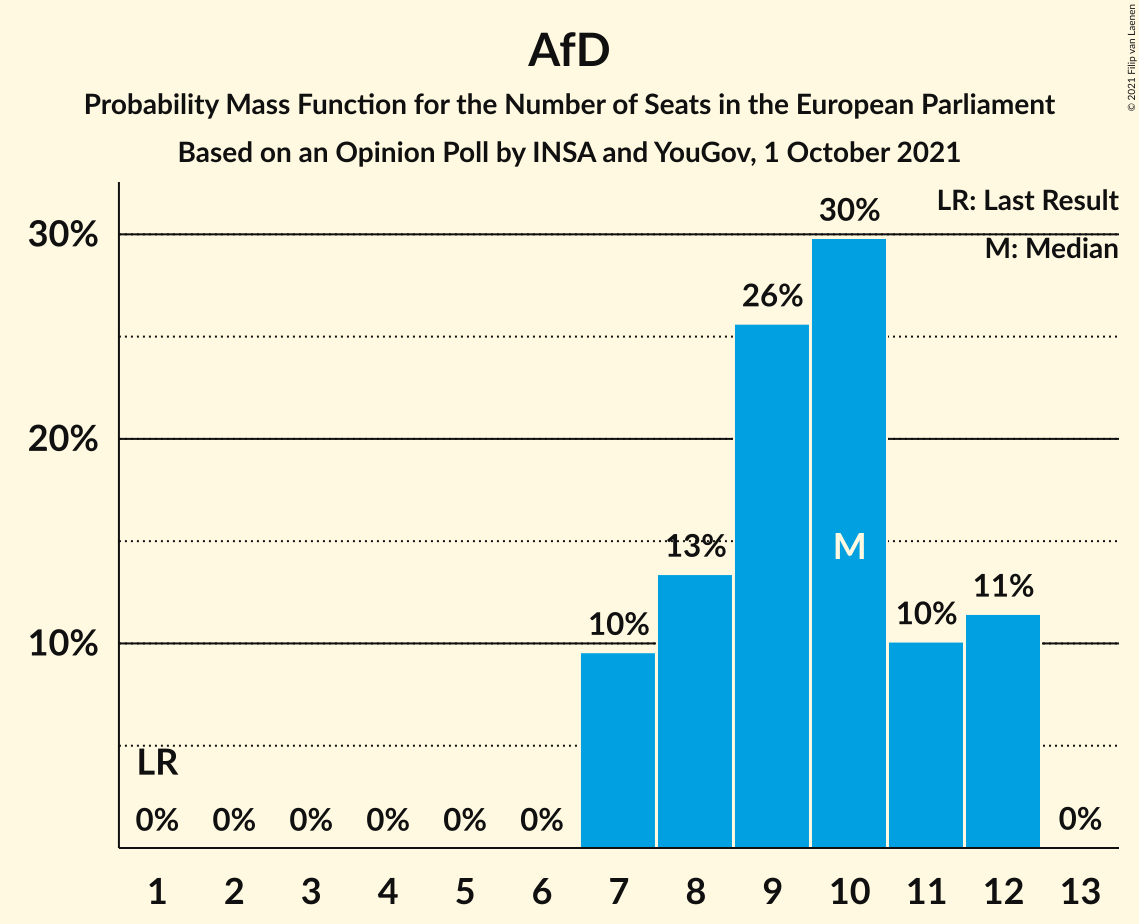 AfD
Probability Mass Function for the Number of Seats in the European Parliament
Based on an Opinion Poll by INSA and YouGov, 1 October 2021
© 2021 Filip van Laenen
LR: Last Result
M: Median
30%
20%
10%
LR
0%
0%
0%
0%
0%
0%
10%
13%
26%
30%
M
10%
11%
0%
1 2 3 4 5 6 7 8 9 10 11 12 13